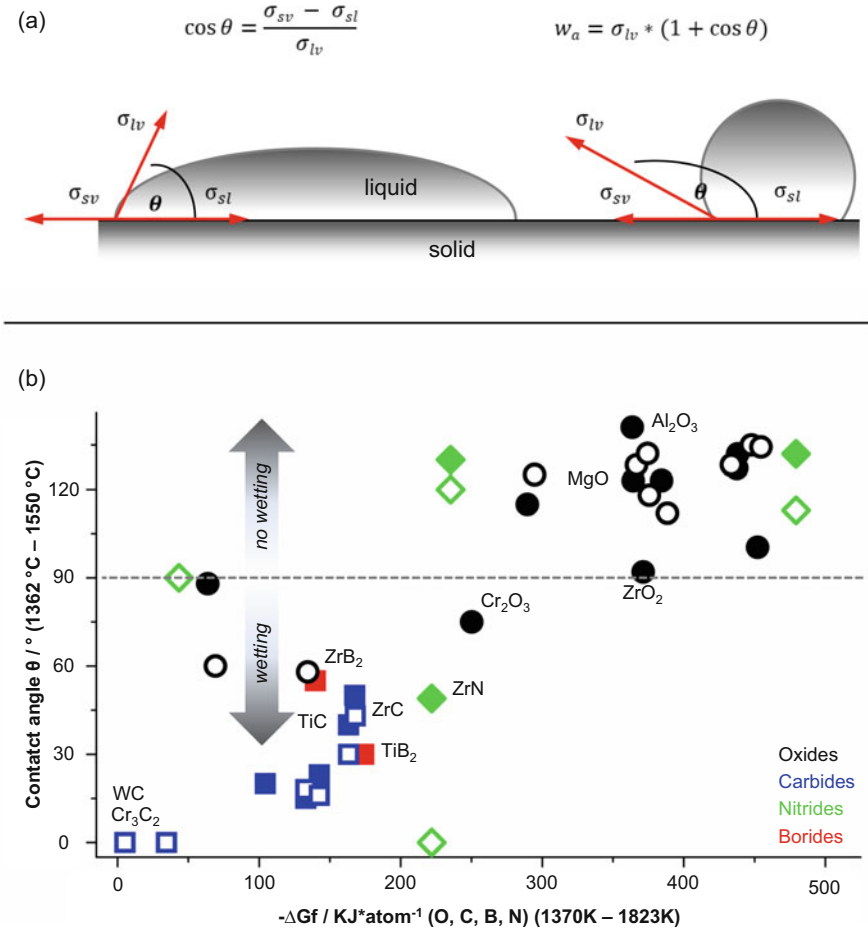 (a)
cos θ = (σsv − σsl) / σlv
wa = σlv * (1 + cos θ)
σlv
σsv
θ
σsl
liquid
σlv
σsv
θ
σsl
solid
(b)
Contatct angle θ / ° (1362 °C – 1550 °C)
120
90
60
30
0
no wetting
wetting
Al₂O₃
MgO
ZrO₂
Cr₂O₃
ZrB₂
ZrN
ZrC
TiC
TiB₂
WC
Cr₃C₂
Oxides
Carbides
Nitrides
Borides
0 100 200 300 400 500
-ΔGf / KJ*atom⁻¹ (O, C, B, N) (1370K – 1823K)